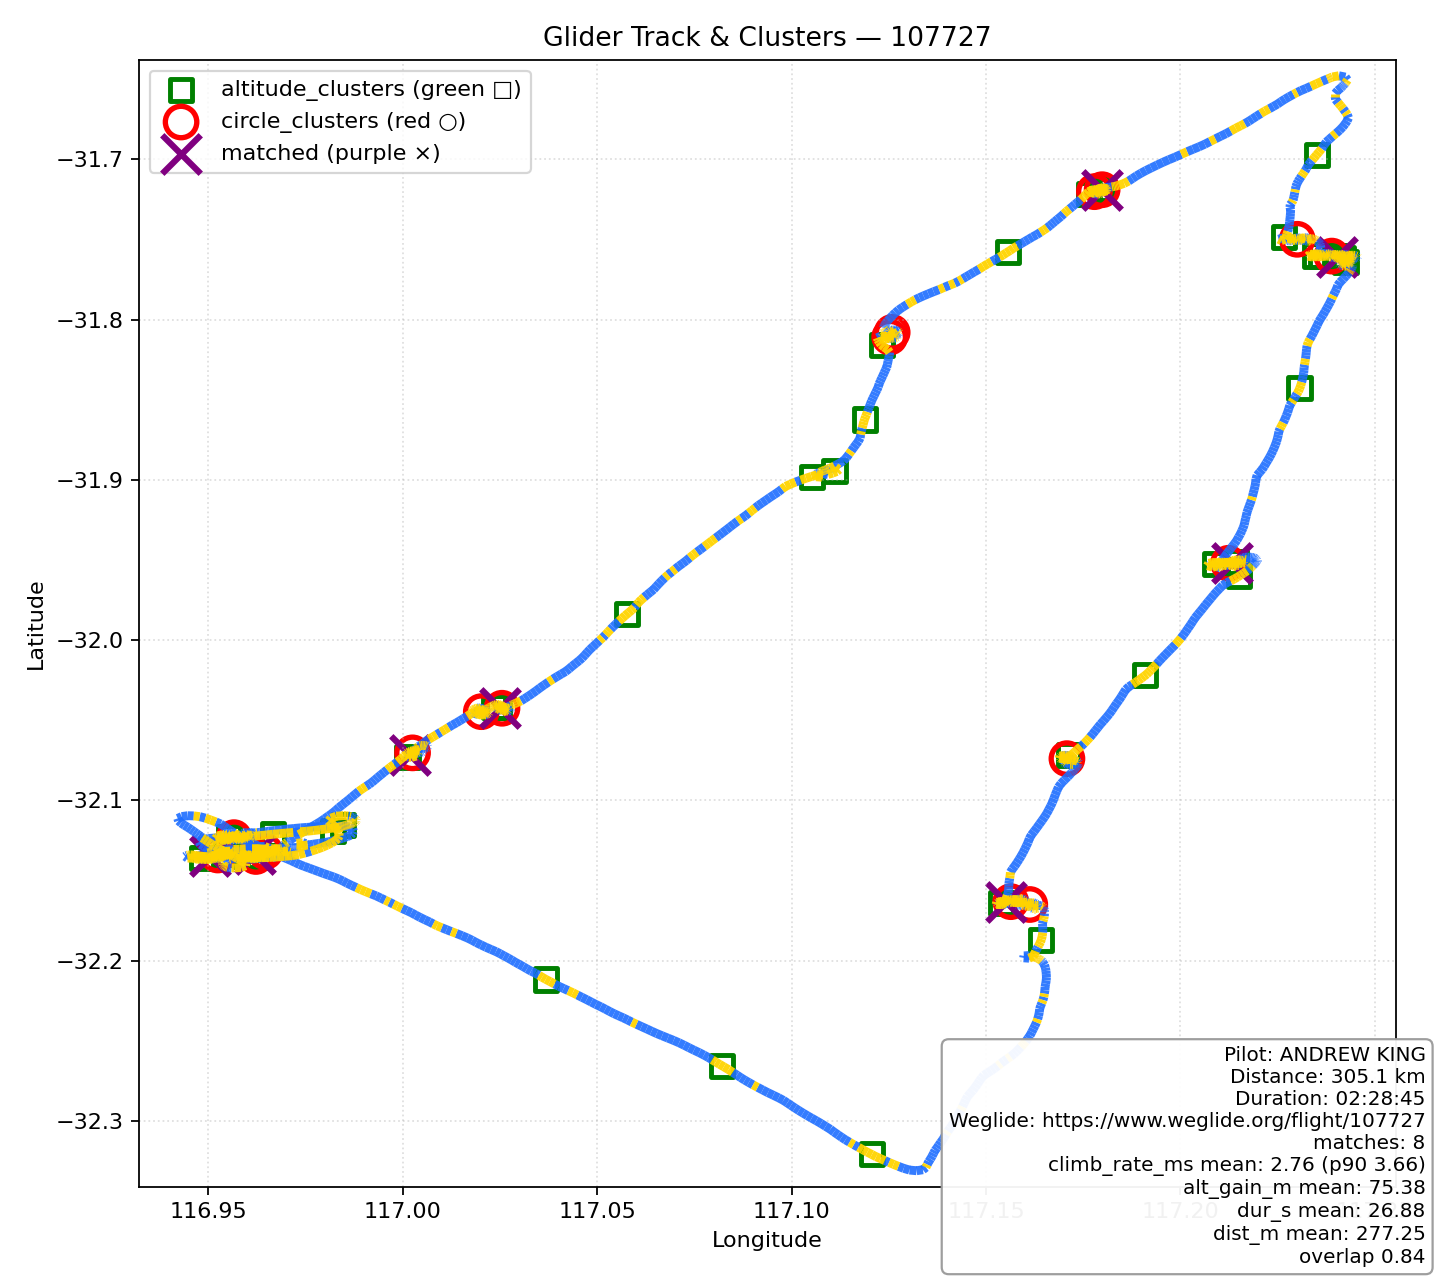 Glider Track & Clusters — 107727
altitude_clusters (green □)
circle_clusters (red ○)
matched (purple ×)
−31.7
−31.8
−31.9
−32.0
−32.1
−32.2
−32.3
Latitude
116.95
117.00
117.05
117.10
117.15
117.20
Longitude
Pilot: ANDREW KING
Distance: 305.1 km
Duration: 02:28:45
Weglide: https://www.weglide.org/flight/107727
matches: 8
climb_rate_ms mean: 2.76 (p90 3.66)
alt_gain_m mean: 75.38
dur_s mean: 26.88
dist_m mean: 277.25
overlap 0.84